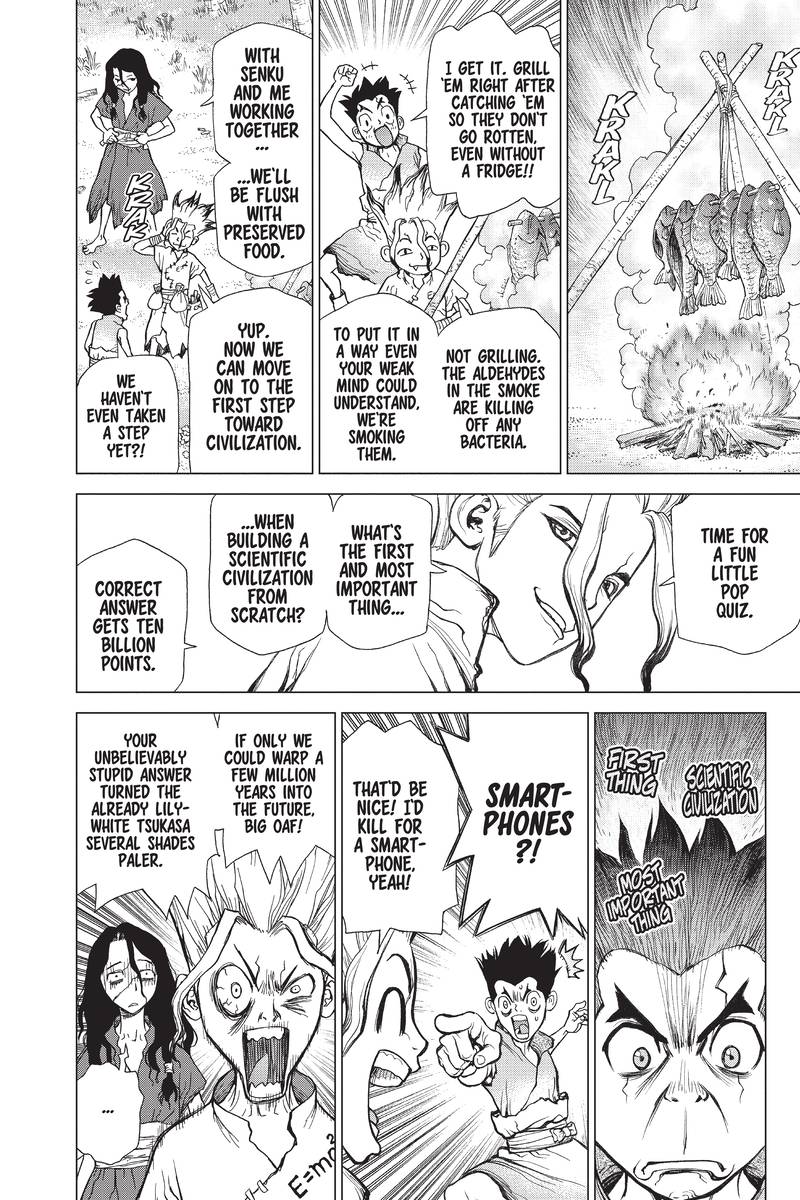 KRAKL
KRAKL
I GET IT. GRILL
'EM RIGHT AFTER
CATCHING 'EM
SO THEY DON'T
GO ROTTEN,
EVEN WITHOUT
A FRIDGE!!
NOT GRILLING.
THE ALDEHYDES
IN THE SMOKE
ARE KILLING
OFF ANY
BACTERIA.
TO PUT IT IN
A WAY EVEN
YOUR WEAK
MIND COULD
UNDERSTAND,
WE'RE
SMOKING
THEM.
WITH
SENKU
AND ME
WORKING
TOGETHER
...
...WE'LL
BE FLUSH
WITH
PRESERVED
FOOD.
KRAKL
YUP.
NOW WE
CAN MOVE
ON TO THE
FIRST STEP
TOWARD
CIVILIZATION.
WE
HAVEN'T
EVEN TAKEN
A STEP
YET?!
TIME FOR
A FUN
LITTLE
POP
QUIZ.
WHAT'S
THE FIRST
AND MOST
IMPORTANT
THING...
...WHEN
BUILDING A
SCIENTIFIC
CIVILIZATION
FROM
SCRATCH?
CORRECT
ANSWER
GETS TEN
BILLION
POINTS.
SCIENTIFIC
CIVILIZATION
FIRST
THING
MOST
IMPORTANT
THING
SMART-
PHONES
?!
THAT'D BE
NICE! I'D
KILL FOR
A SMART-
PHONE,
YEAH!
IF ONLY WE
COULD WARP A
FEW MILLION
YEARS INTO
THE FUTURE,
BIG OAF!
YOUR
UNBELIEVABLY
STUPID ANSWER
TURNED THE
ALREADY LILY-
WHITE TSUKASA
SEVERAL SHADES
PALER.
...
E=mc²